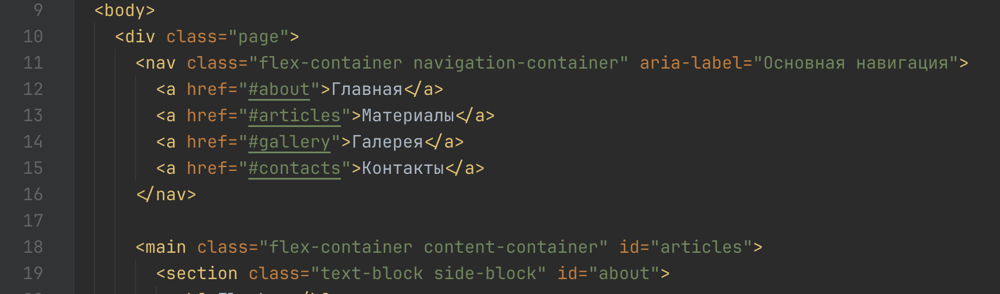 9 <body>
10 <div class="page">
11 <nav class="flex-container navigation-container" aria-label="Основная навигация">
12 <a href="#about">Главная</a>
13 <a href="#articles">Материалы</a>
14 <a href="#gallery">Галерея</a>
15 <a href="#contacts">Контакты</a>
16 </nav>
17
18 <main class="flex-container content-container" id="articles">
19 <section class="text-block side-block" id="about">